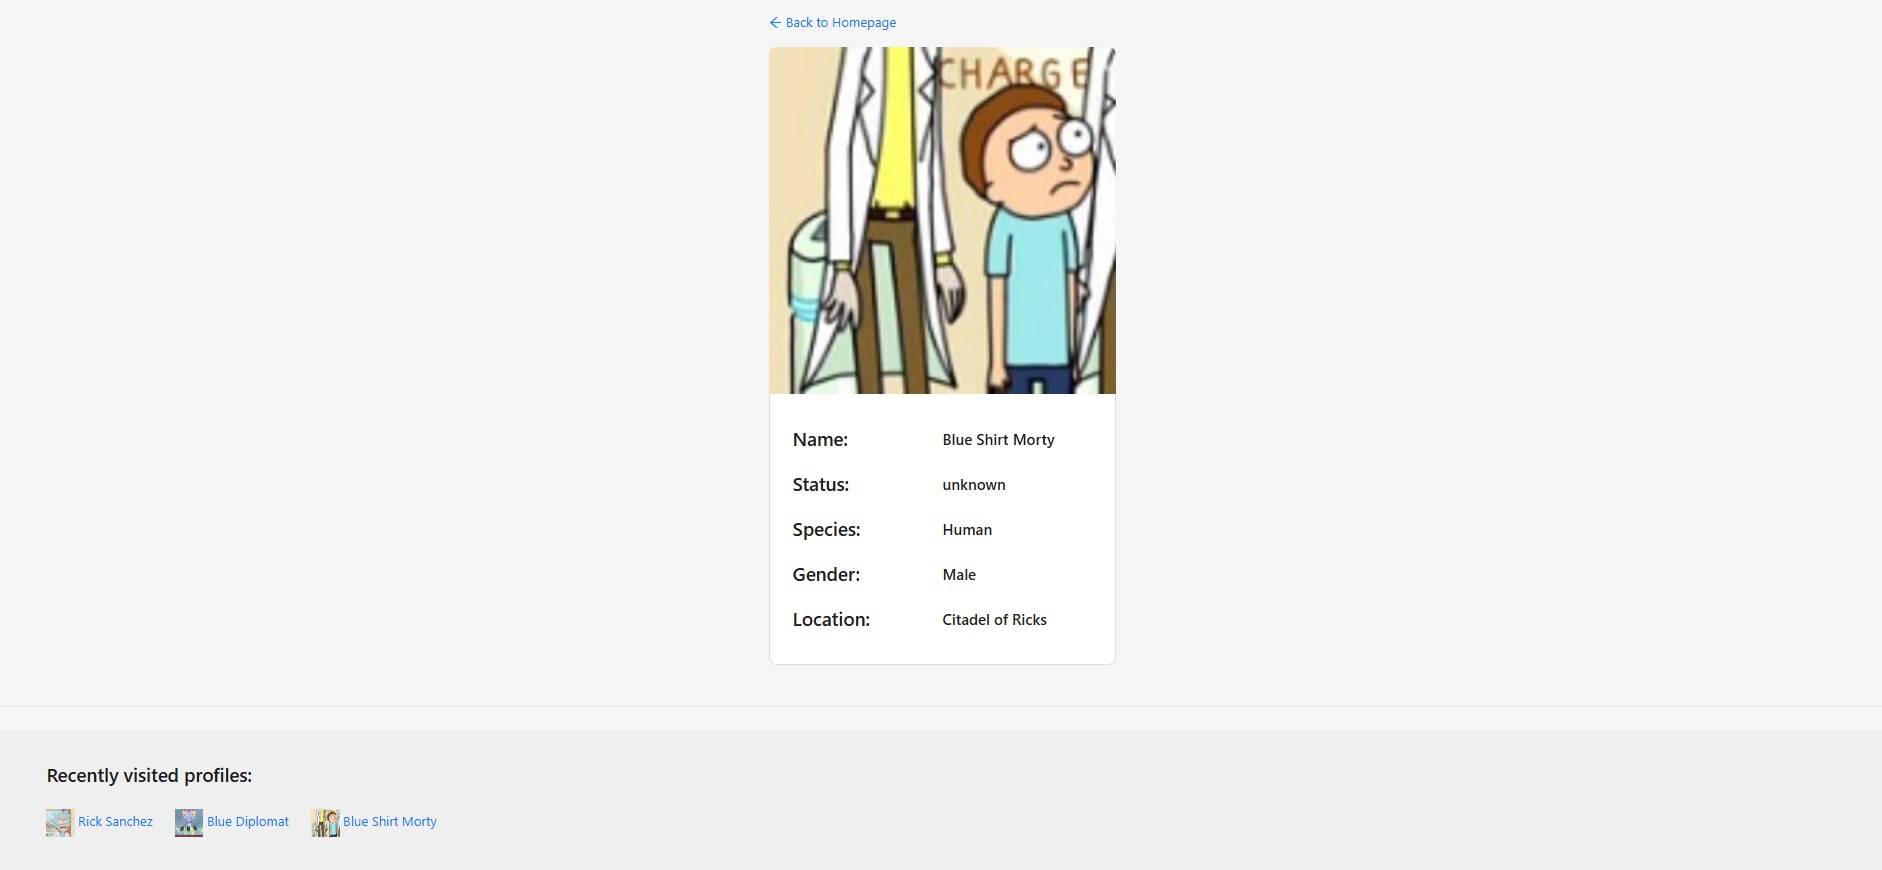 Back to Homepage
CHARGE
Name: Blue Shirt Morty
Status: unknown
Species: Human
Gender: Male
Location: Citadel of Ricks
Recently visited profiles:
Rick Sanchez Blue Diplomat Blue Shirt Morty